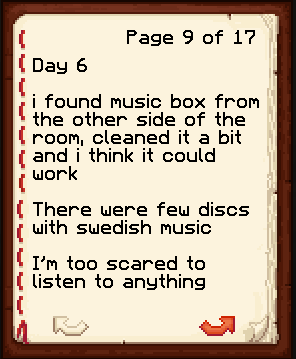 Page 9 of 17
Day 6
i found music box from
the other side of the
room, cleaned it a bit
and i think it could
work
There were few discs
with swedish music
I'm too scared to
listen to anything